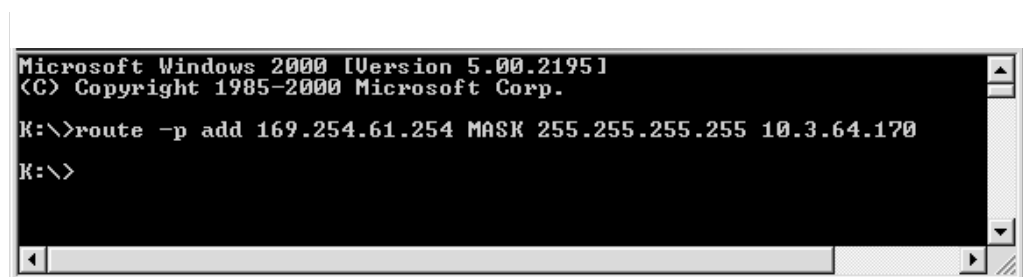 Microsoft Windows 2000 [Version 5.00.2195]
(C) Copyright 1985-2000 Microsoft Corp.
K:\>route -p add 169.254.61.254 MASK 255.255.255.255 10.3.64.170
K:\>